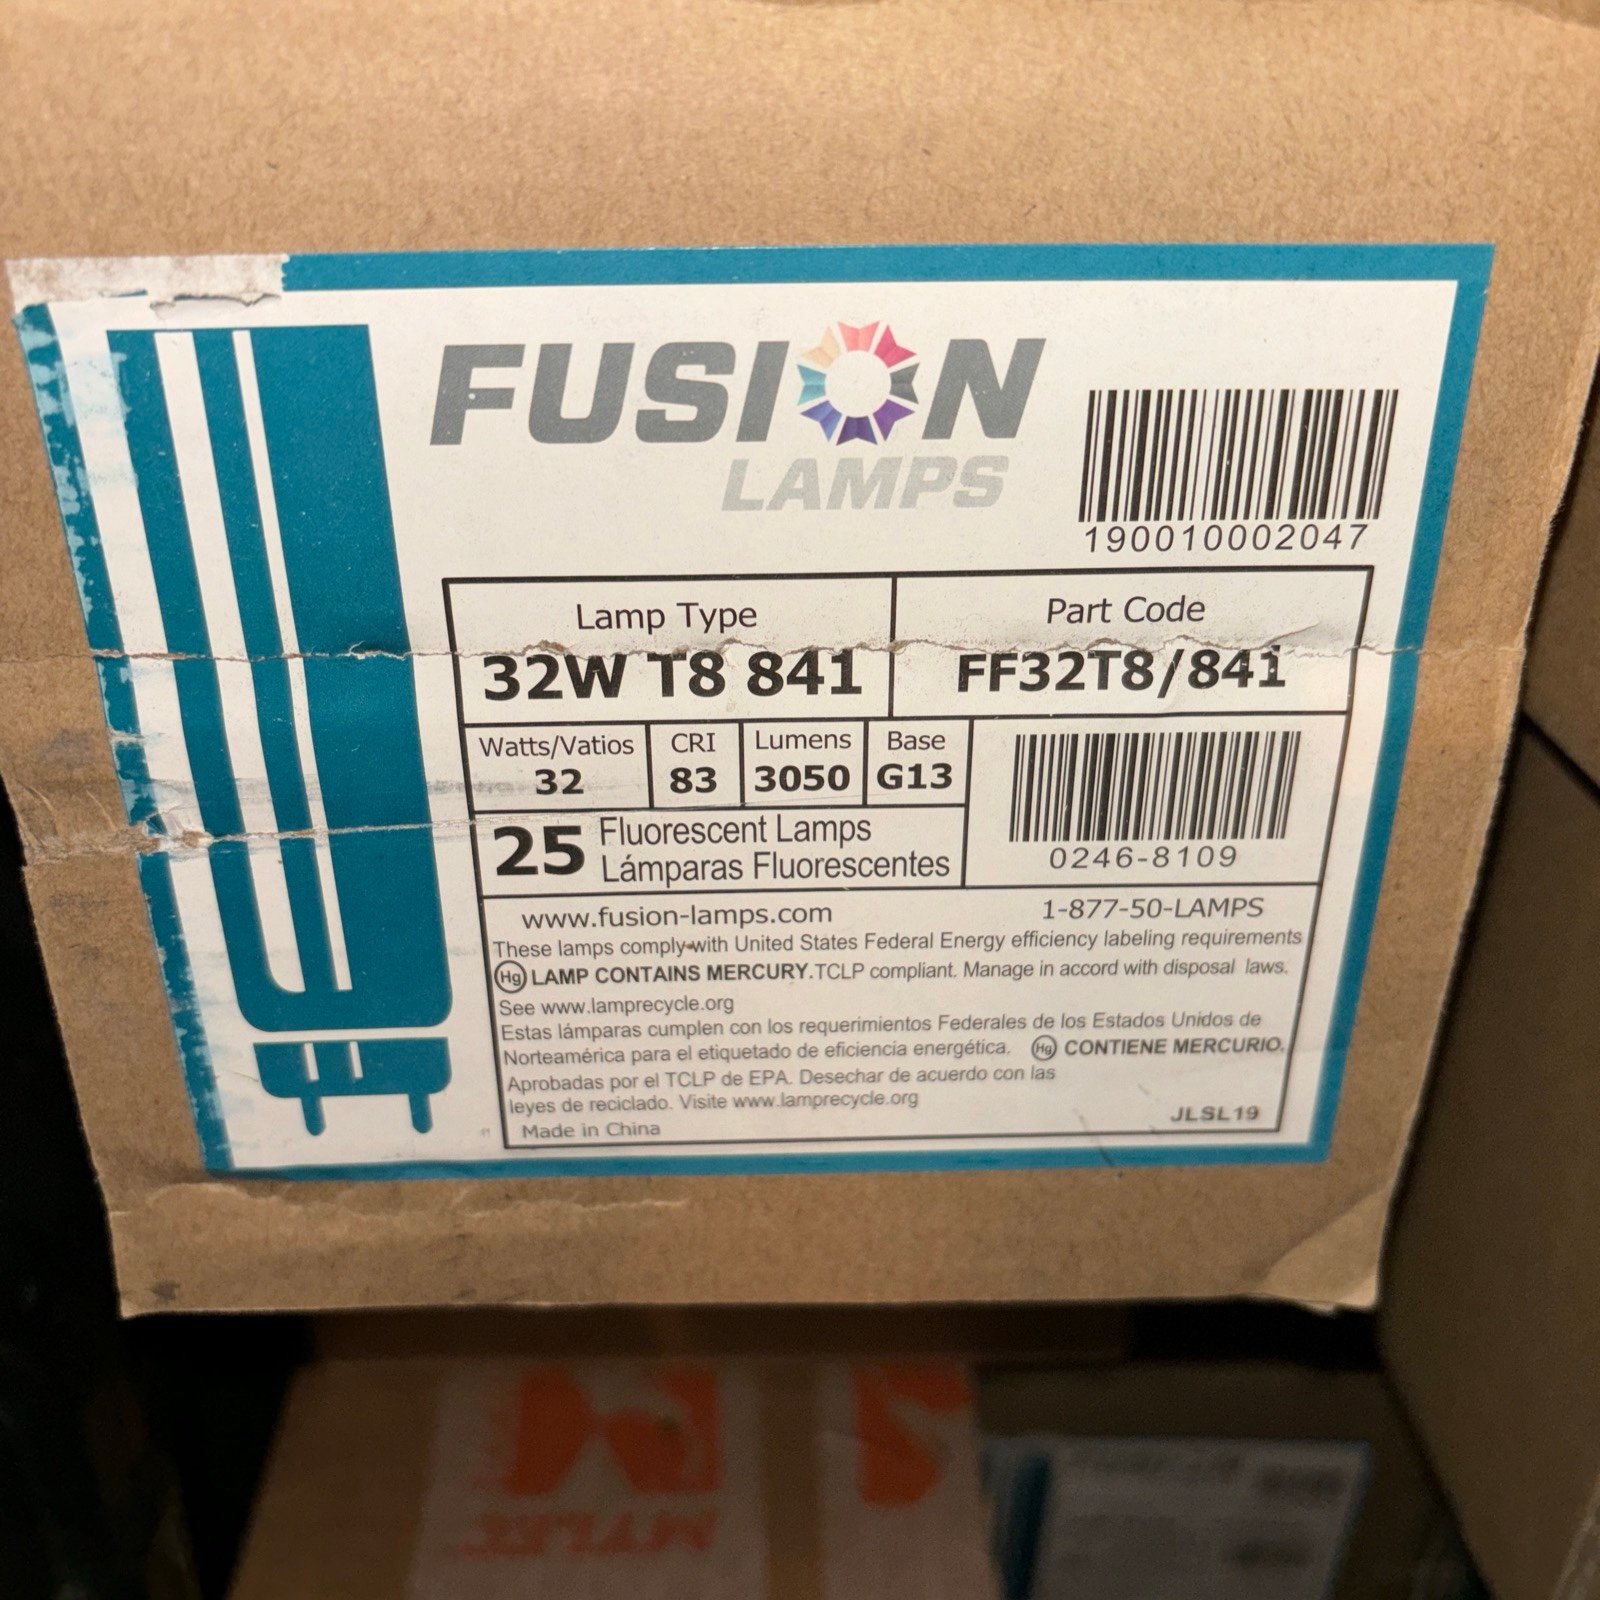 FUSION
LAMPS
190010002047
Lamp Type
32W T8 841
Part Code
FF32T8/841
Watts/Vatios
32
CRI
83
Lumens
3050
Base
G13
0246-8109
25 Fluorescent Lamps
Lámparas Fluorescentes
www.fusion-lamps.com
1-877-50-LAMPS
These lamps comply with United States Federal Energy efficiency labeling requirements
Hg LAMP CONTAINS MERCURY.TCLP compliant. Manage in accord with disposal laws.
See www.lamprecycle.org
Estas lámparas cumplen con los requerimientos Federales de los Estados Unidos de
Norteamérica para el etiquetado de eficiencia energética. Hg CONTIENE MERCURIO.
Aprobadas por el TCLP de EPA. Desechar de acuerdo con las
leyes de reciclado. Visite www.lamprecycle.org
Made in China
JLSL19